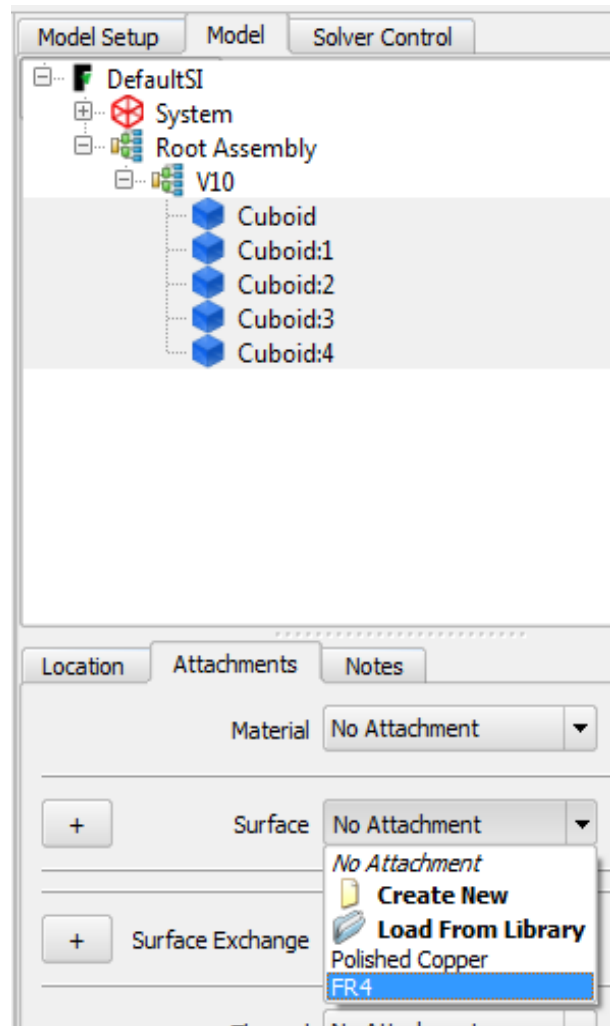 Model Setup Model Solver Control
DefaultSI
System
Root Assembly
V10
Cuboid
Cuboid:1
Cuboid:2
Cuboid:3
Cuboid:4
Location Attachments Notes
Material No Attachment
+ Surface No Attachment
No Attachment
Create New
+ Surface Exchange Load From Library
Polished Copper
FR4
No Attachment